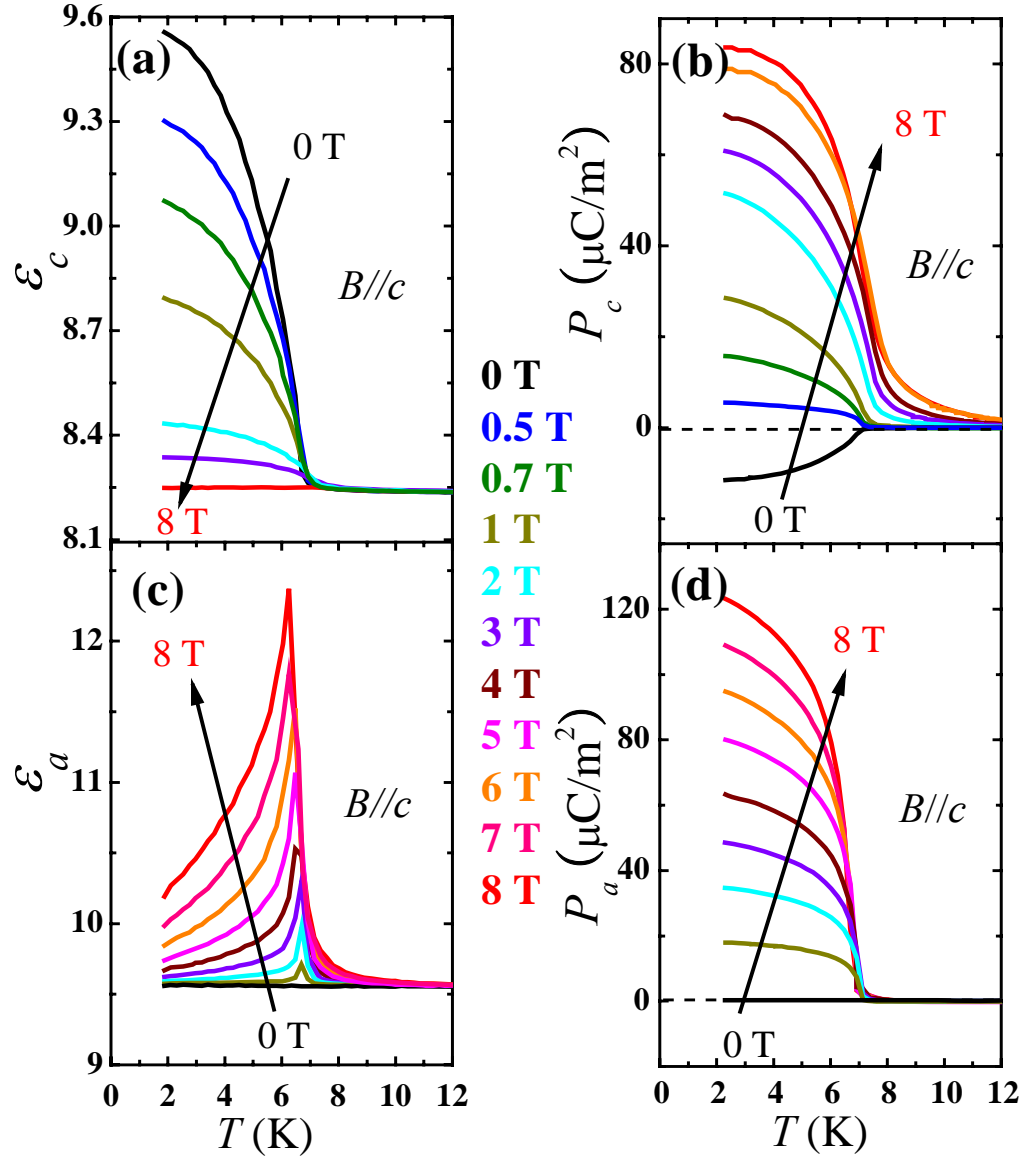 (a)
9.6
9.3
9.0
8.7
8.4
8.1
ε_c
0 T
B//c
8 T
(b)
80
40
0
P_c (μC/m²)
8 T
B//c
0 T
0 T
0.5 T
0.7 T
1 T
2 T
3 T
4 T
5 T
6 T
7 T
8 T
(c)
12
11
10
9
ε_a
8 T
B//c
0 T
0 2 4 6 8 10 12
T (K)
(d)
120
80
40
0
P_a (μC/m²)
8 T
B//c
0 T
0 2 4 6 8 10 12
T (K)